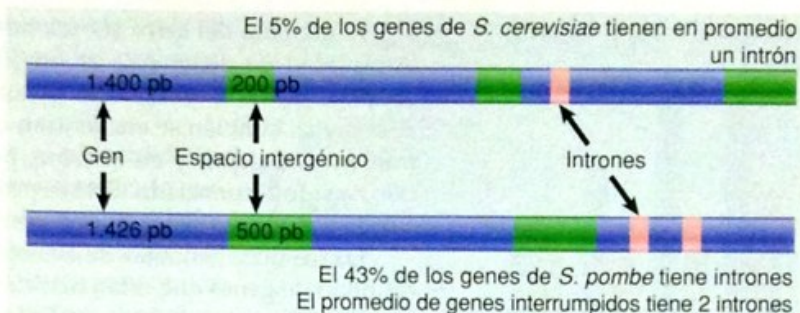 El 5% de los genes de S. cerevisiae tienen en promedio
un intrón
1.400 pb 200 pb
Gen Espacio intergénico Intrones
1,426 pb 500 pb
El 43% de los genes de S. pombe tiene intrones
El promedio de genes interrumpidos tiene 2 intrones